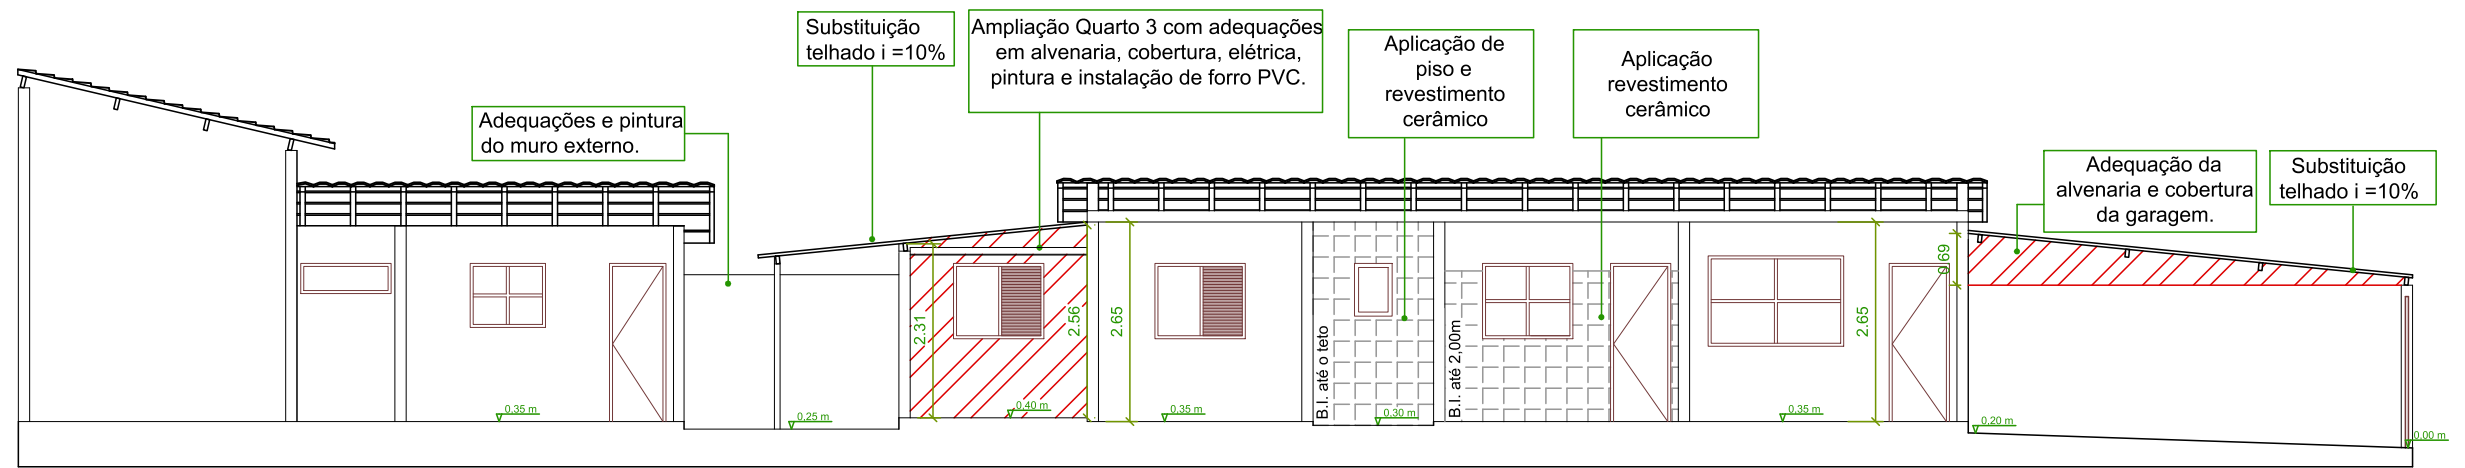 Substituição
telhado i =10%
Ampliação Quarto 3 com adequações
em alvenaria, cobertura, elétrica,
pintura e instalação de forro PVC.
Aplicação de
piso e
revestimento
cerâmico
Aplicação
revestimento
cerâmico
Adequações e pintura
do muro externo.
Adequação da
alvenaria e cobertura
da garagem.
Substituição
telhado i =10%
2.31
2.56
2.65
B.I. até o teto
B.I. até 2,00m
2.65
0.69
0,35 m
0,25 m
0,40 m
0,35 m
0,30 m
0,35 m
0,20 m
0,00 m